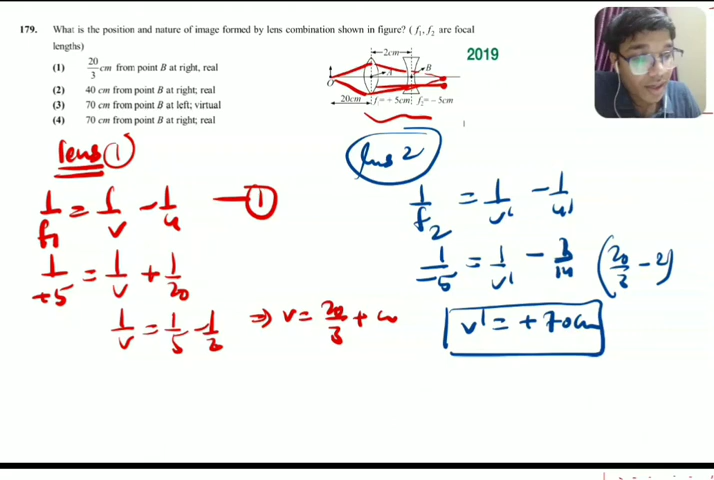 179. What is the position and nature of image formed by lens combination shown in figure? ( f₁, f₂ are focal
lengths)
(1) 20/3 cm from point B at right, real
(2) 40 cm from point B at right; real
(3) 70 cm from point B at left; virtual
(4) 70 cm from point B at right; real
2cm
B
A
O
20cm f₁= + 5cm f₂= − 5cm
2019
lens ①
1/f₁ = 1/v − 1/u —①
1/+5 = 1/v + 1/20
1/v = 1/5 − 1/2 ⇒ v = 20/3 +
lens 2
1/f₂ = 1/v' − 1/u'
1/−5 = 1/v' − 3/14 (20/3 − 2)
v' = + 70cm